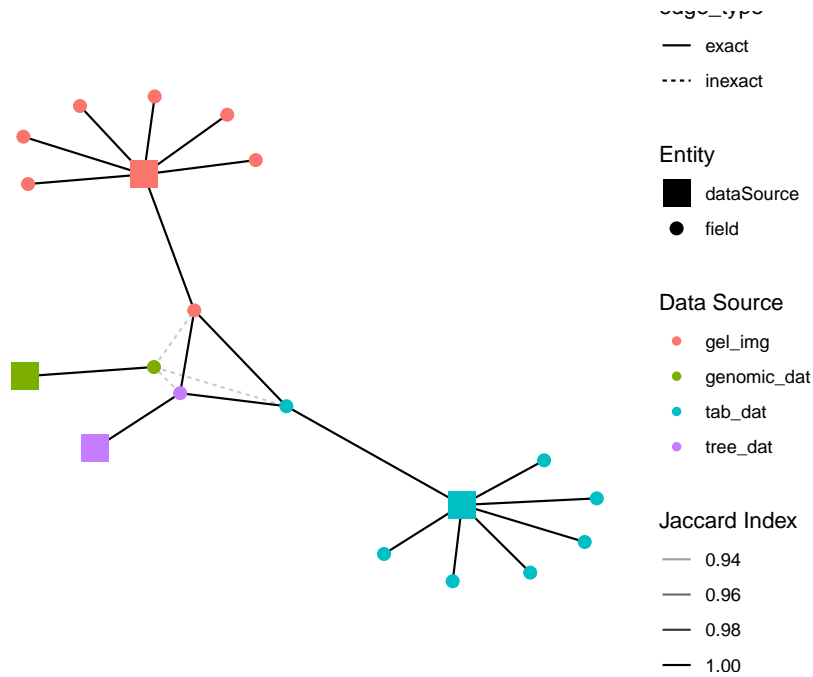 edge_type
exact
inexact
Entity
dataSource
field
Data Source
gel_img
genomic_dat
tab_dat
tree_dat
Jaccard Index
0.94
0.96
0.98
1.00